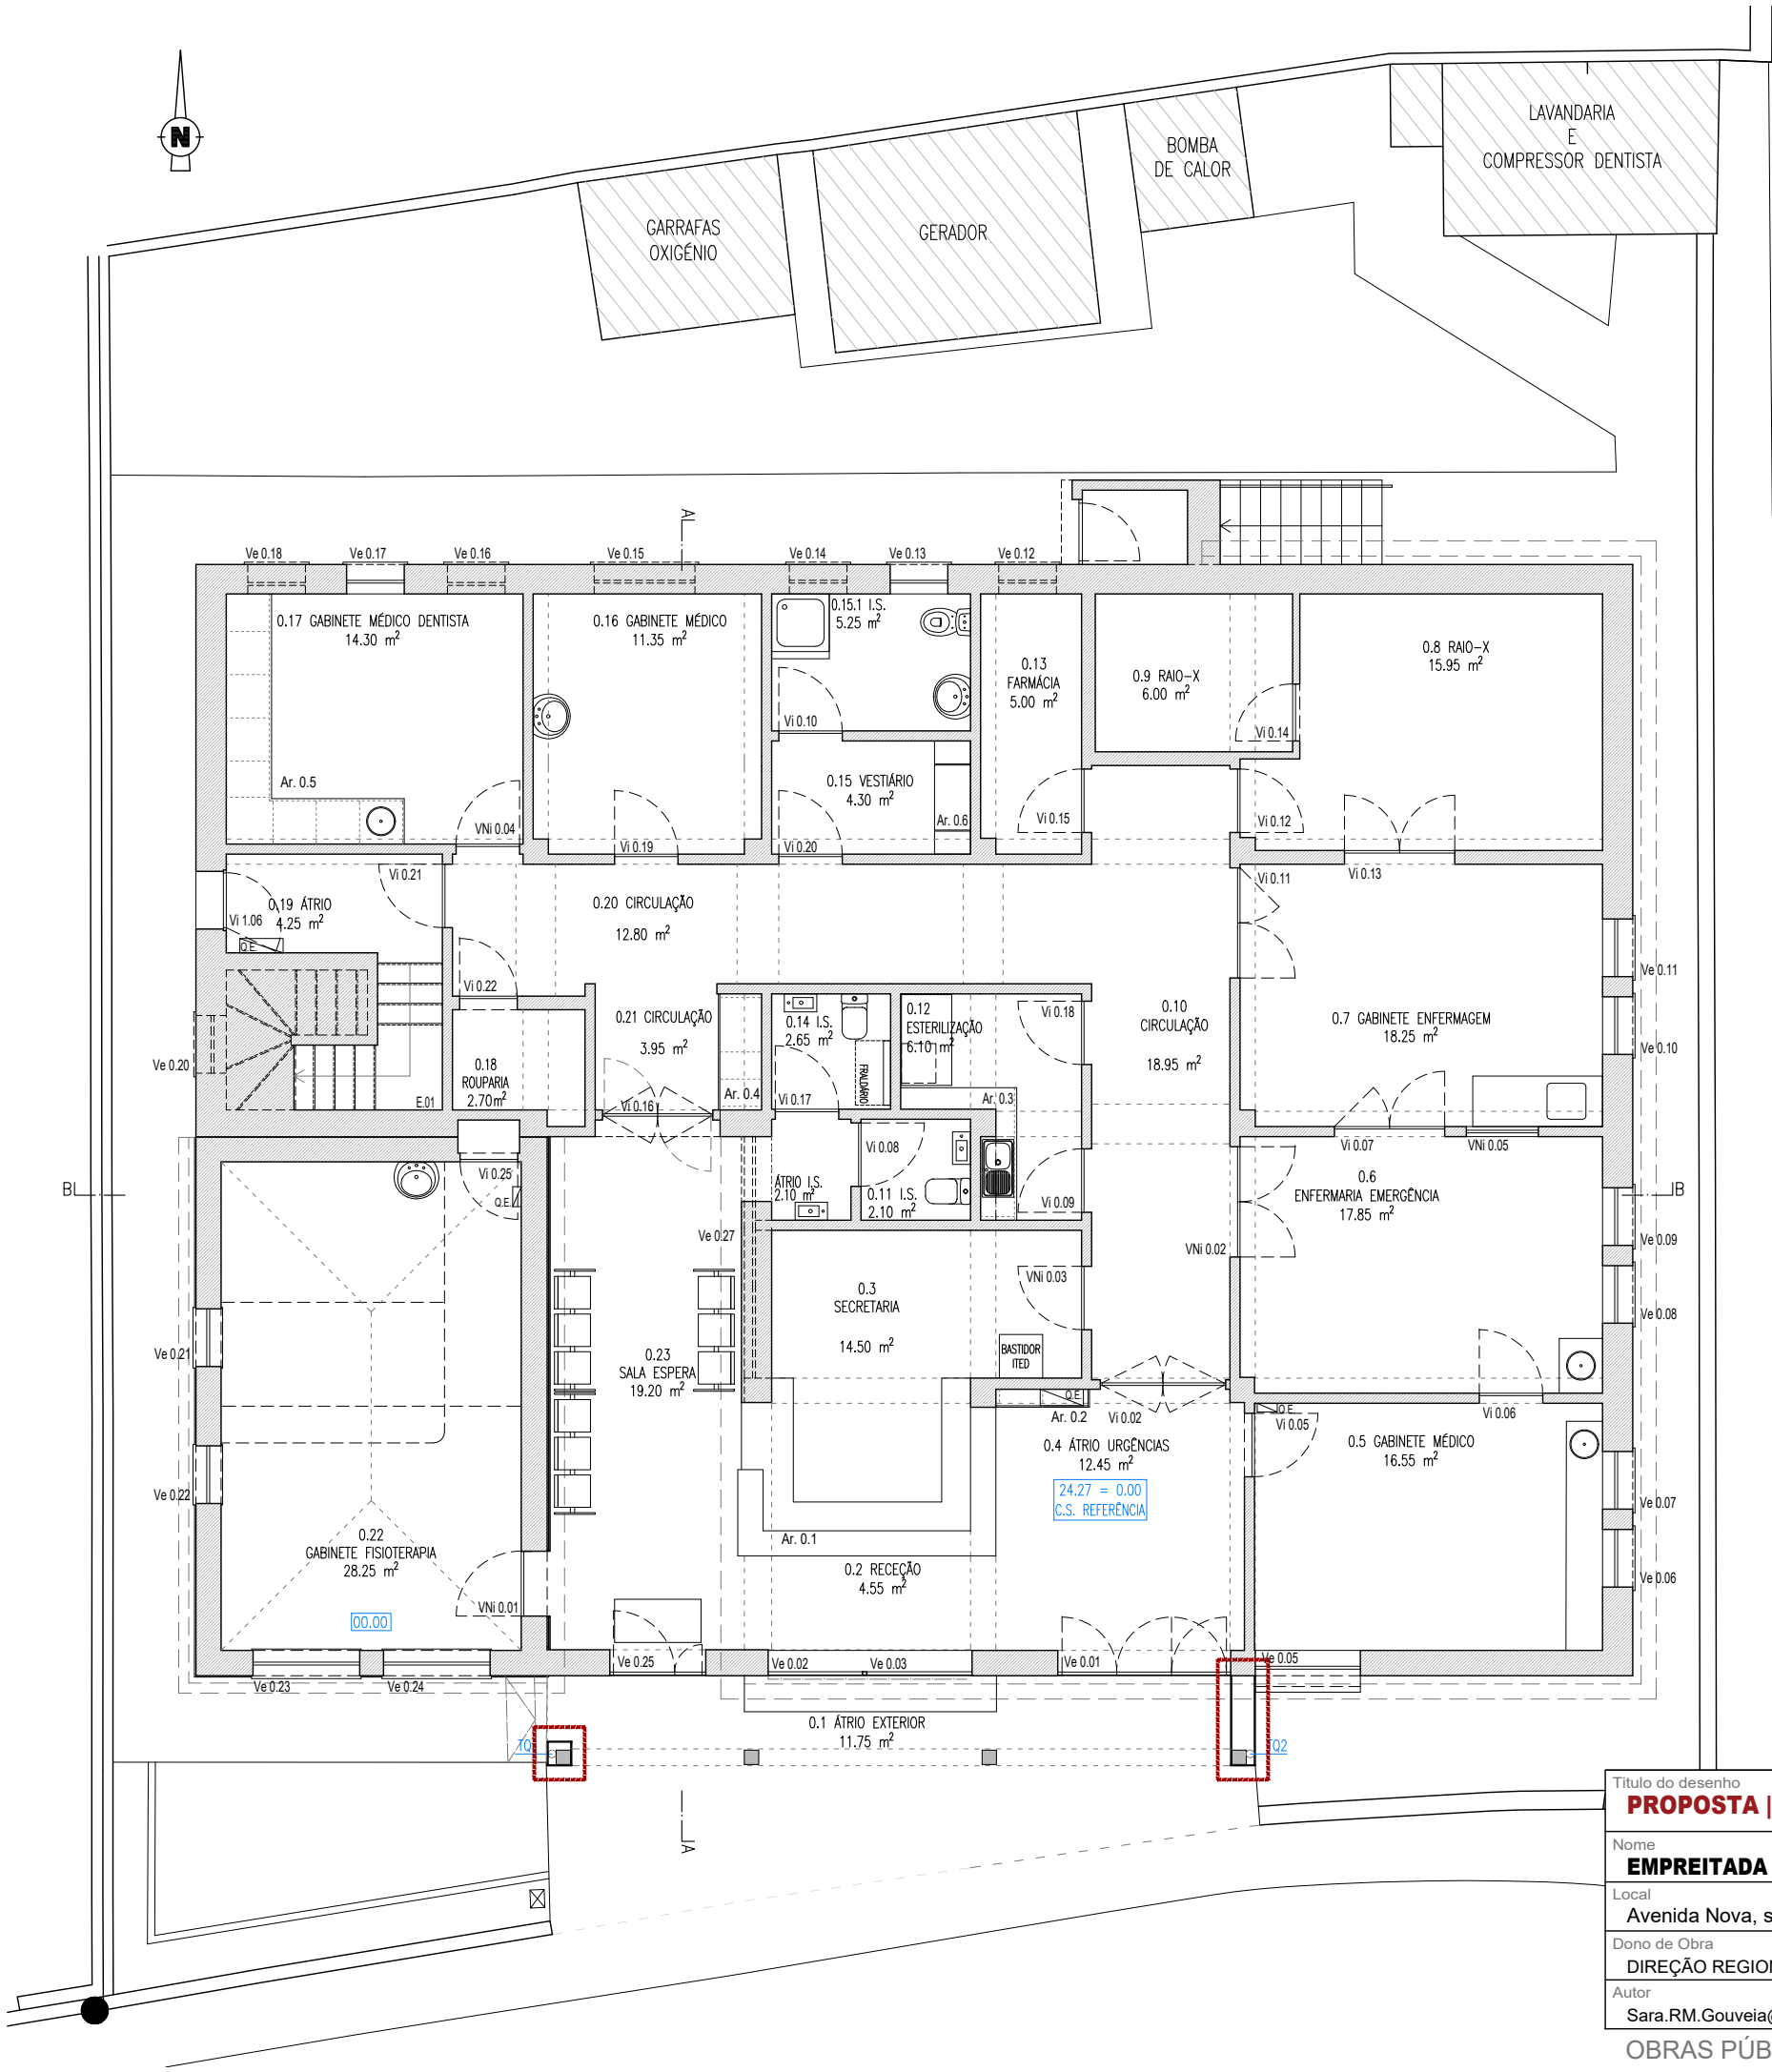 N
LAVANDARIA
E
COMPRESSOR DENTISTA
BOMBA
DE CALOR
GARRAFAS
OXIGÉNIO
GERADOR
A
Ve 0.18
Ve 0.17
Ve 0.16
Ve 0.15
Ve 0.14
Ve 0.13
Ve 0.12
0.17 GABINETE MÉDICO DENTISTA
14.30 m²
0.16 GABINETE MÉDICO
11.35 m²
0.15.1 I.S.
5.25 m²
0.13
FARMÁCIA
5.00 m²
0.9 RAIO-X
6.00 m²
0.8 RAIO-X
15.95 m²
Vi 0.10
Vi 0.14
Ar. 0.5
0.15 VESTIÁRIO
4.30 m²
VNi 0.04
Vi 0.19
Vi 0.20
Ar. 0.6
Vi 0.15
Vi 0.12
Vi 0.21
Vi 0.11
Vi 0.13
0.19 ÁTRIO
4.25 m²
Vi 1.06
Q.E.
0.20 CIRCULAÇÃO
12.80 m²
Ve 0.11
Vi 0.22
0.21 CIRCULAÇÃO
3.95 m²
0.14 I.S.
2.65 m²
FRALDÁRIO
0.12
ESTERILIZAÇÃO
6.10 m²
Vi 0.18
0.10
CIRCULAÇÃO
18.95 m²
0.7 GABINETE ENFERMAGEM
18.25 m²
Ve 0.10
Ve 0.20
0.18
ROUPARIA
2.70m²
E.01
Vi 0.16
Ar. 0.4
Vi 0.17
Ar. 0.3
Vi 0.08
Vi 0.07
VNi 0.05
B
Vi 0.25
Q.E.
ÁTRIO I.S.
2.10 m²
0.11 I.S.
2.10 m²
Vi 0.09
0.6
ENFERMARIA EMERGÊNCIA
17.85 m²
B
Ve 0.27
VNi 0.02
Ve 0.09
VNi 0.03
0.3
SECRETARIA
14.50 m²
Ve 0.08
BASTIDOR
ITED
Ve 0.21
0.23
SALA ESPERA
19.20 m²
Q.E.
Ar. 0.2
Vi 0.02
Q.E.
Vi 0.05
Vi 0.06
0.4 ÁTRIO URGÊNCIAS
12.45 m²
0.5 GABINETE MÉDICO
16.55 m²
24.27 = 0.00
C.S. REFERÊNCIA
Ve 0.22
Ve 0.07
0.22
GABINETE FISIOTERAPIA
28.25 m²
Ar. 0.1
0.2 RECEÇÃO
4.55 m²
Ve 0.06
VNi 0.01
00.00
Ve 0.25
Ve 0.02
Ve 0.03
Ve 0.01
Ve 0.05
Ve 0.23
Ve 0.24
0.1 ÁTRIO EXTERIOR
11.75 m²
A
Titulo do desenho
PROPOSTA |
Nome
EMPREITADA
Local
Avenida Nova, s
Dono de Obra
DIREÇÃO REGIO
Autor
Sara.RM.Gouveia@
OBRAS PÚB